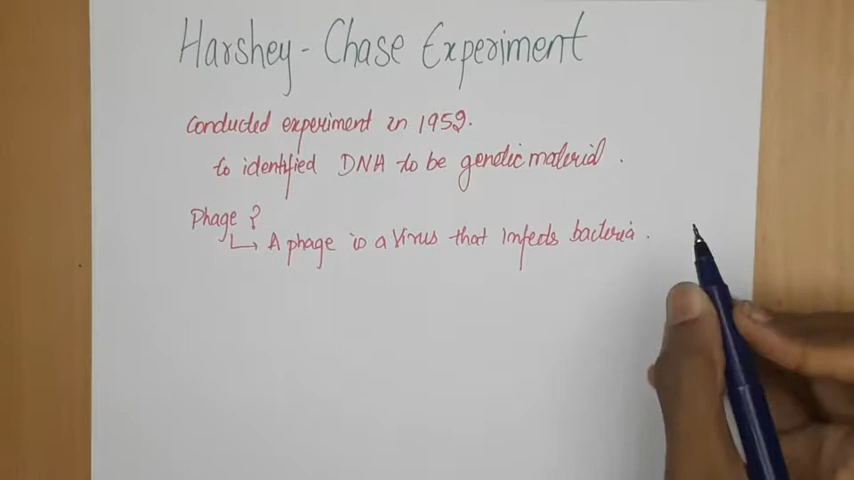 Harshey - Chase Experiment
Conducted experiment in 1952.
to identified DNA to be genetic material.
Phage ?
↳ A phage is a virus that infects bacteria.